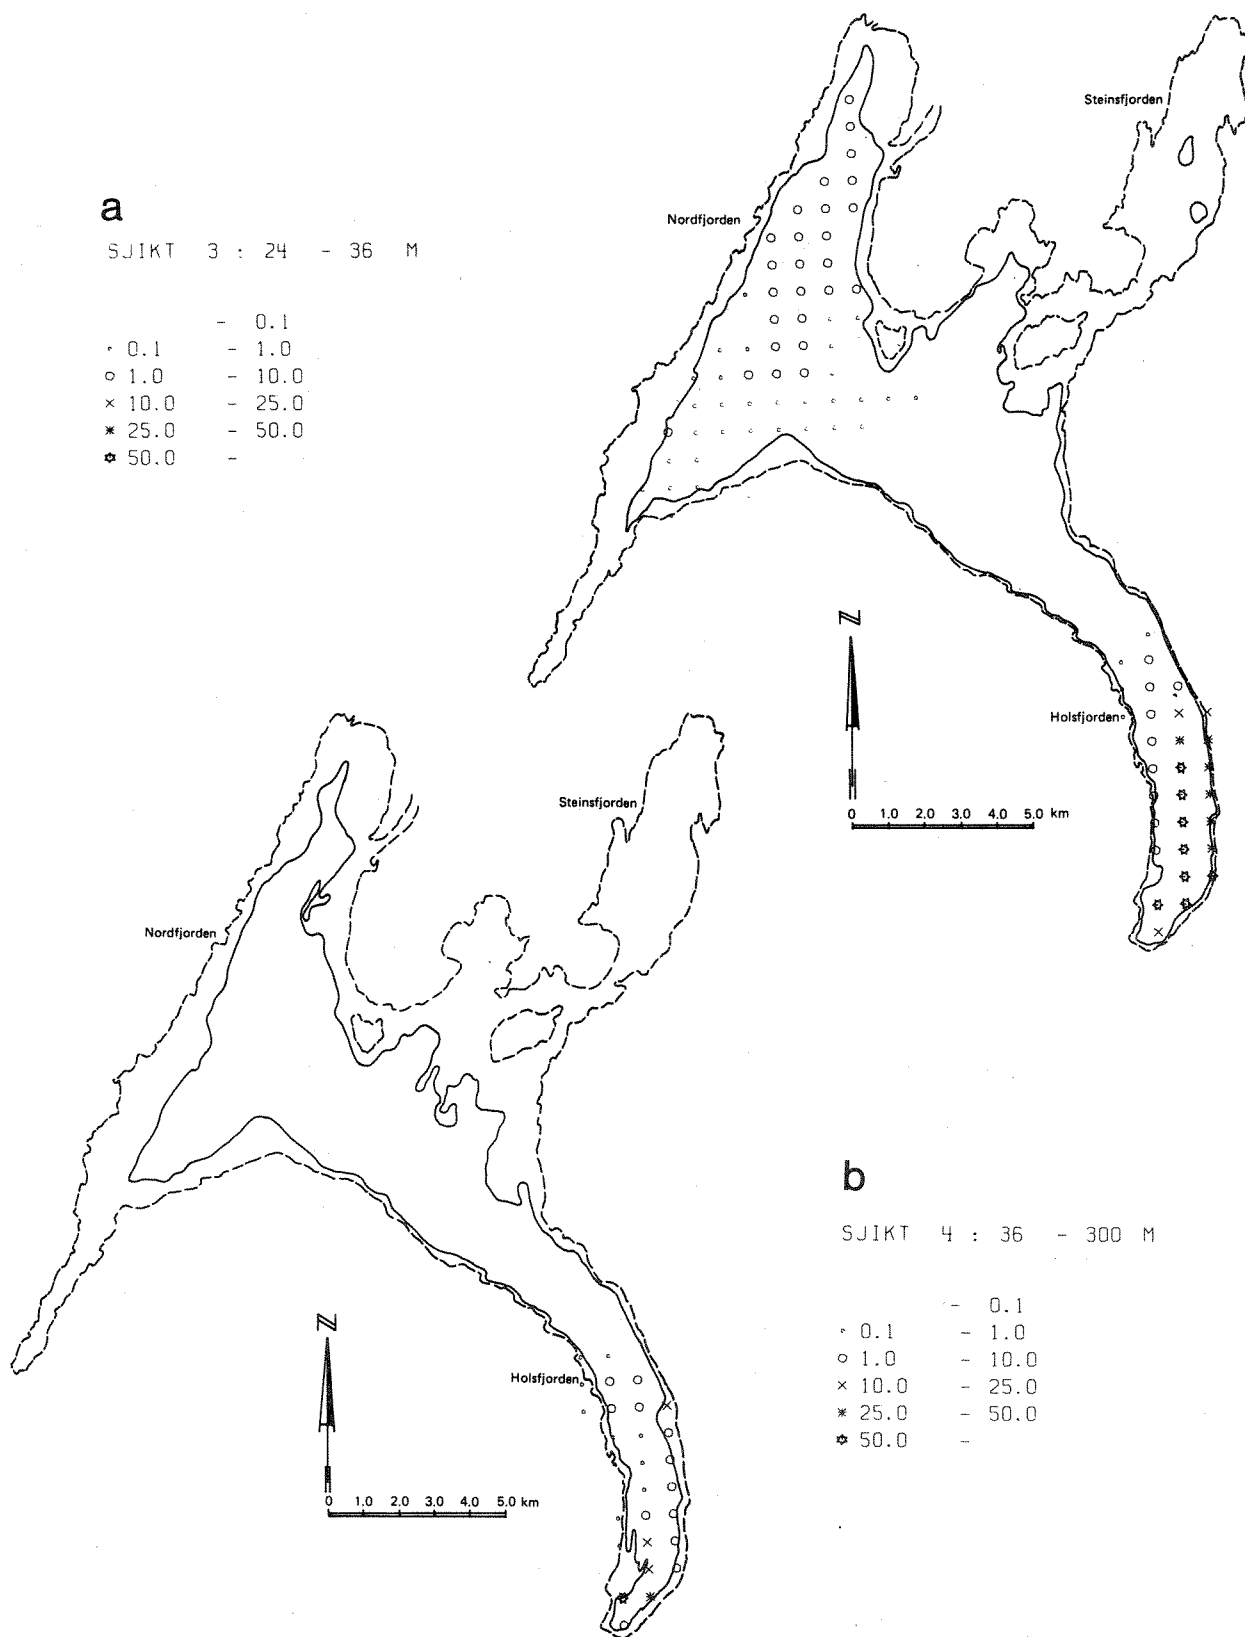 a
SJIKT 3 : 24 - 36 M
- 0.1
0.1 - 1.0
1.0 - 10.0
× 10.0 - 25.0
* 25.0 - 50.0
50.0 -
Steinsfjorden
Nordfjorden
N
Holsfjorden
0 1.0 2.0 3.0 4.0 5.0 km
Steinsfjorden
Nordfjorden
N
Holsfjorden
0 1.0 2.0 3.0 4.0 5.0 km
b
SJIKT 4 : 36 - 300 M
- 0.1
0.1 - 1.0
1.0 - 10.0
× 10.0 - 25.0
* 25.0 - 50.0
50.0 -